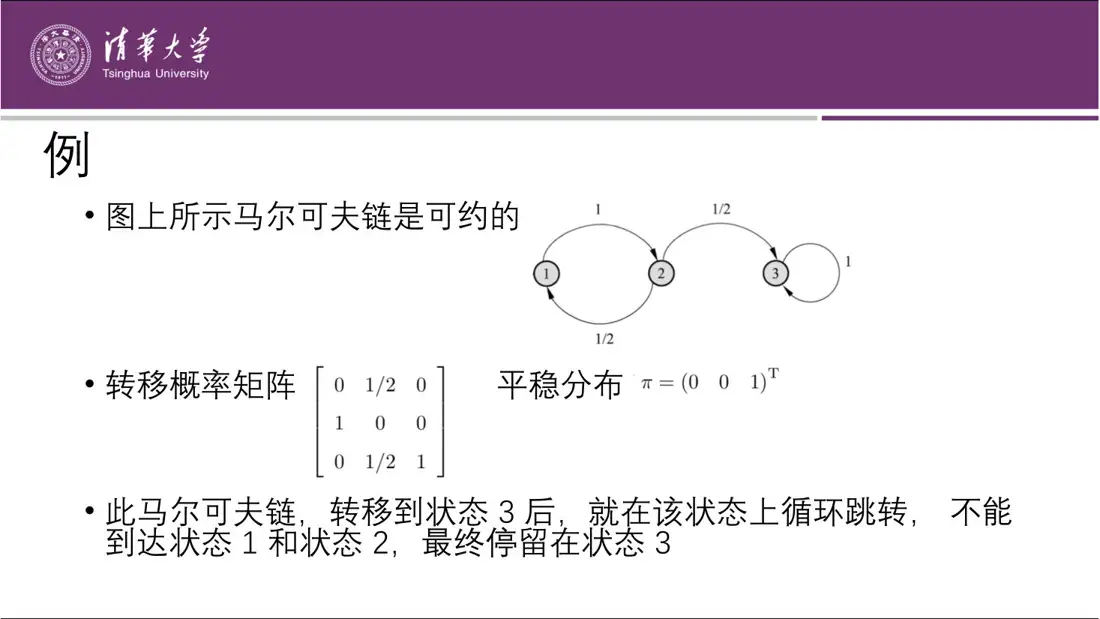 清华大学
Tsinghua University
例
• 图上所示马尔可夫链是可约的
1
1/2
1
2
3
1
1/2
• 转移概率矩阵
0 1/2 0
1 0 0
0 1/2 1
平稳分布 π = (0 0 1)^T
• 此马尔可夫链，转移到状态 3 后，就在该状态上循环跳转， 不能
到达状态 1 和状态 2，最终停留在状态 3